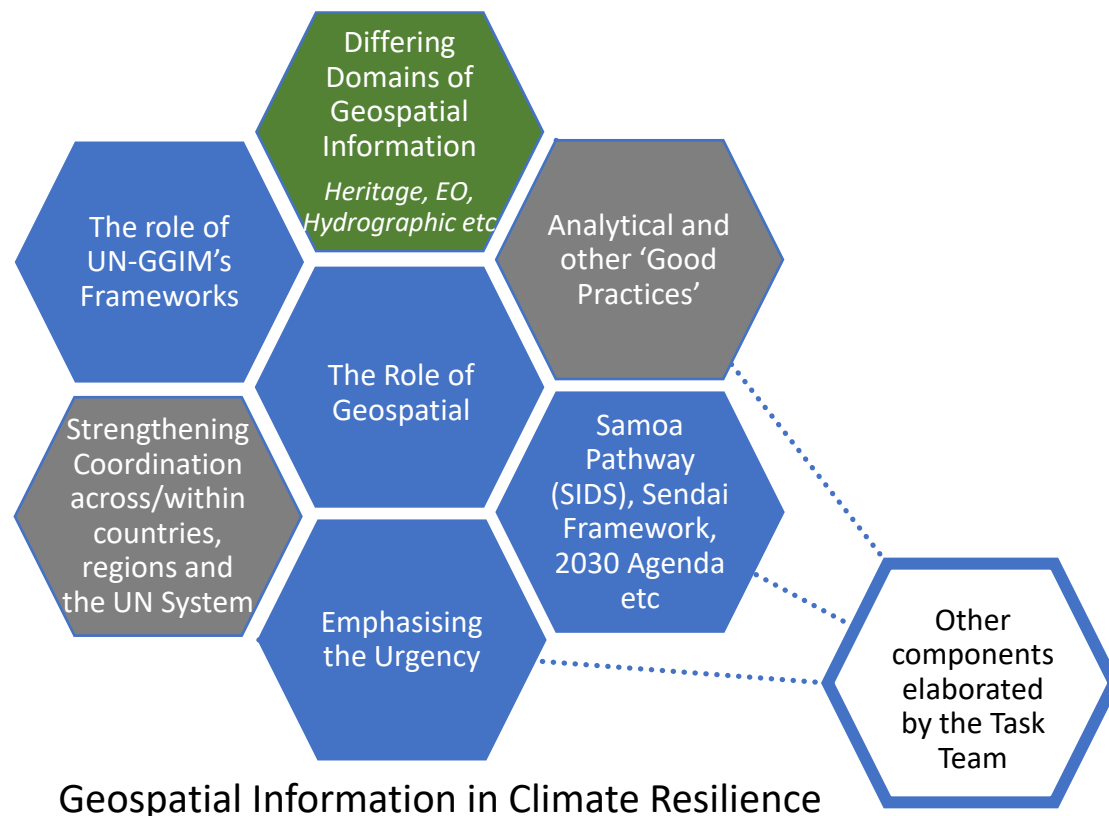 Differing
Domains of
Geospatial
Information
Heritage, EO,
Hydrographic etc
The role of
UN-GGIM’s
Frameworks
Analytical and
other ‘Good
Practices’
The Role of
Geospatial
Strengthening
Coordination
across/within
countries,
regions and
the UN System
Samoa
Pathway
(SIDS), Sendai
Framework,
2030 Agenda
etc
Emphasising
the Urgency
Other
components
elaborated
by the Task
Team
Geospatial Information in Climate Resilience